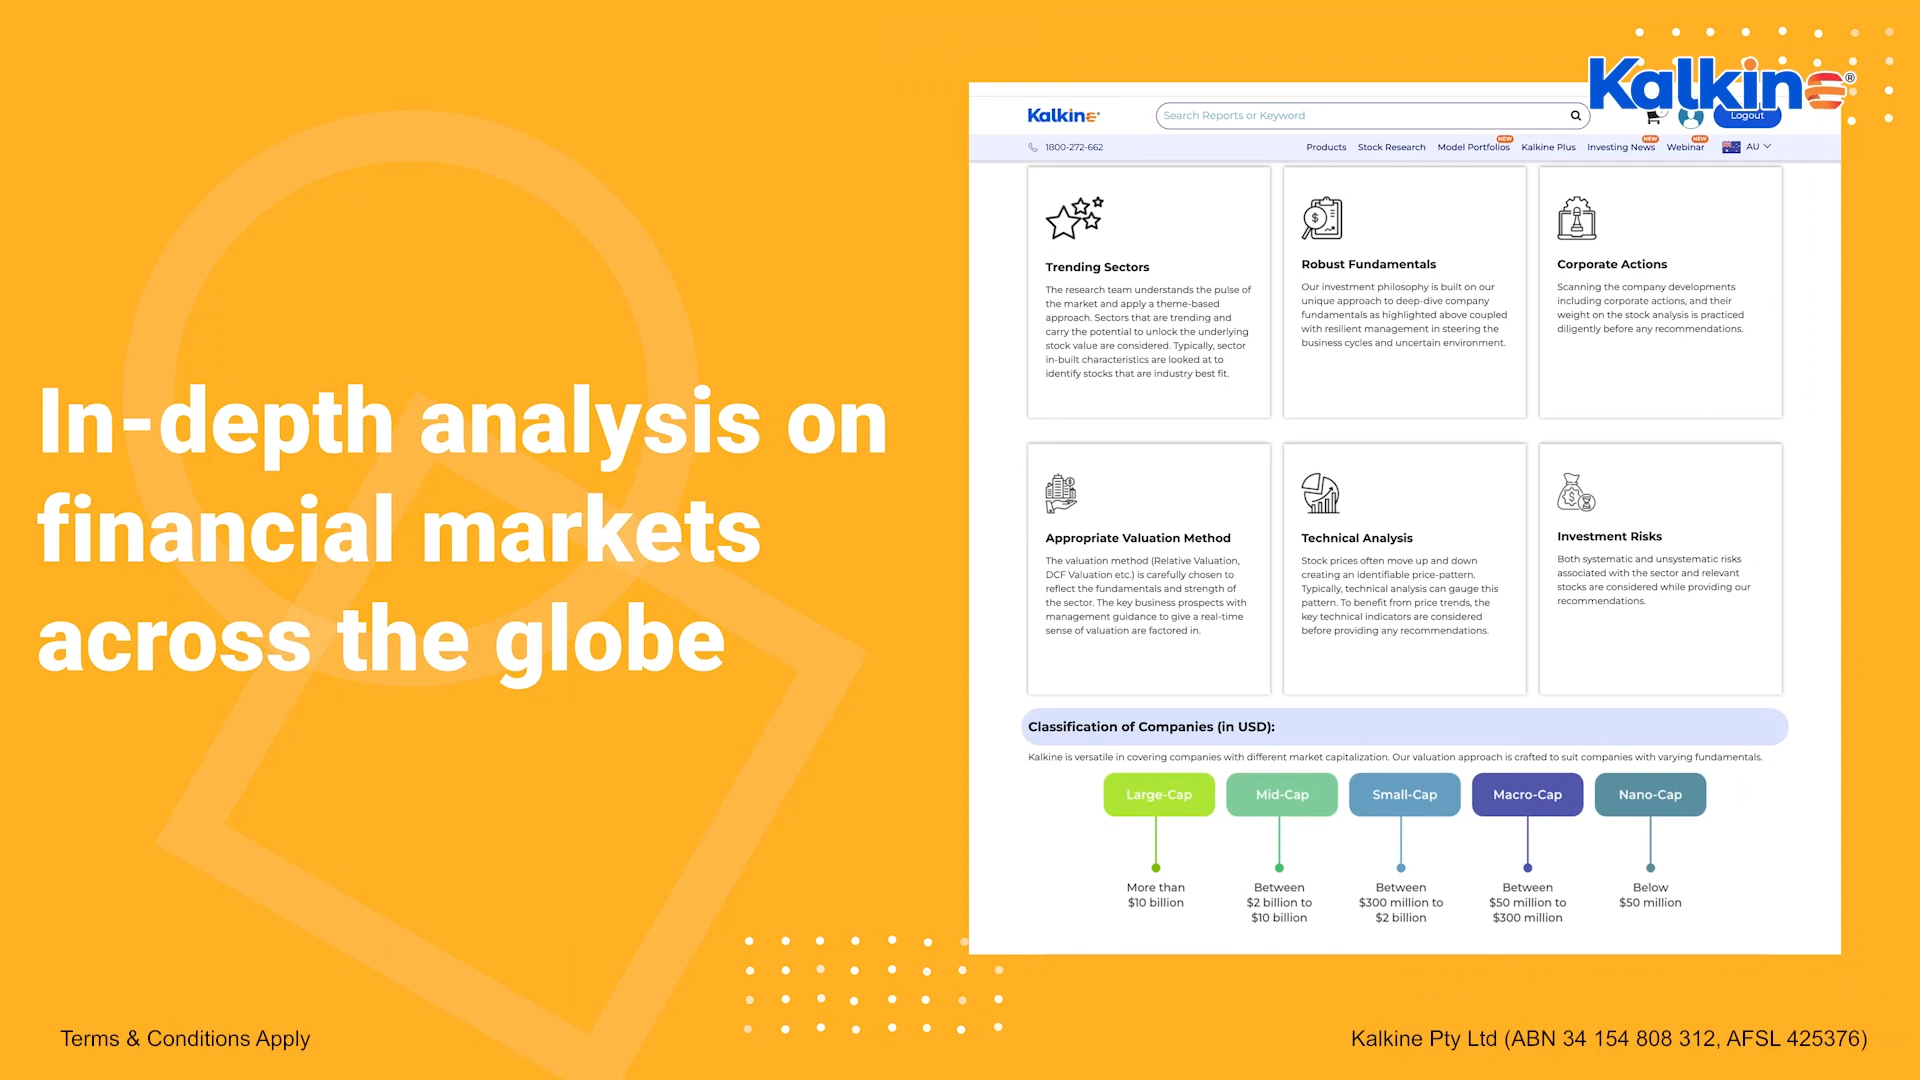 In-depth analysis on
financial markets
across the globe
Kalkine®
Kalkine
Search Reports or Keyword
Logout
1800-272-662
Products
Stock Research
Model Portfolios
NEW
Kalkine Plus
Investing News
NEW
Webinar
NEW
AU
Trending Sectors
The research team understands the pulse of
the market and apply a theme-based
approach. Sectors that are trending and
carry the potential to unlock the underlying
stock value are considered. Typically, sector
in-built characteristics are looked at to
identify stocks that are industry best fit.
Robust Fundamentals
Our investment philosophy is built on our
unique approach to deep-dive company
fundamentals as highlighted above coupled
with resilient management in steering the
business cycles and uncertain environment.
Corporate Actions
Scanning the company developments
including corporate actions, and their
weight on the stock analysis is practiced
diligently before any recommendations.
Appropriate Valuation Method
The valuation method (Relative Valuation,
DCF Valuation etc.) is carefully chosen to
reflect the fundamentals and strength of
the sector. The key business prospects with
management guidance to give a real-time
sense of valuation are factored in.
Technical Analysis
Stock prices often move up and down
creating an identifiable price-pattern.
Typically, technical analysis can gauge this
pattern. To benefit from price trends, the
key technical indicators are considered
before providing any recommendations.
Investment Risks
Both systematic and unsystematic risks
associated with the sector and relevant
stocks are considered while providing our
recommendations.
Classification of Companies (in USD):
Kalkine is versatile in covering companies with different market capitalization. Our valuation approach is crafted to suit companies with varying fundamentals.
Large-Cap
Mid-Cap
Small-Cap
Macro-Cap
Nano-Cap
More than
$10 billion
Between
$2 billion to
$10 billion
Between
$300 million to
$2 billion
Between
$50 million to
$300 million
Below
$50 million
Terms & Conditions Apply
Kalkine Pty Ltd (ABN 34 154 808 312, AFSL 425376)